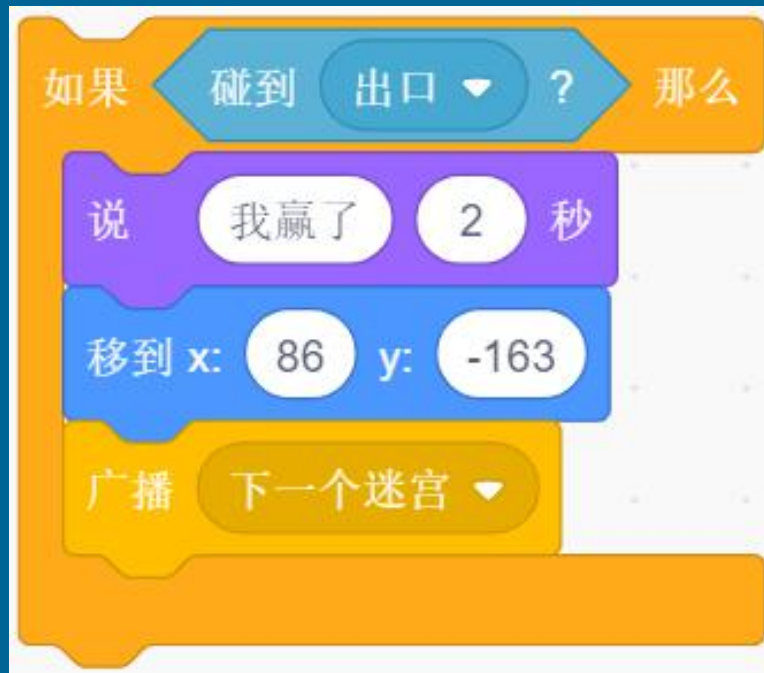 如果 碰到 出口 ? 那么
说 我赢了 2 秒
移到 x: 86 y: -163
广播 下一个迷宫